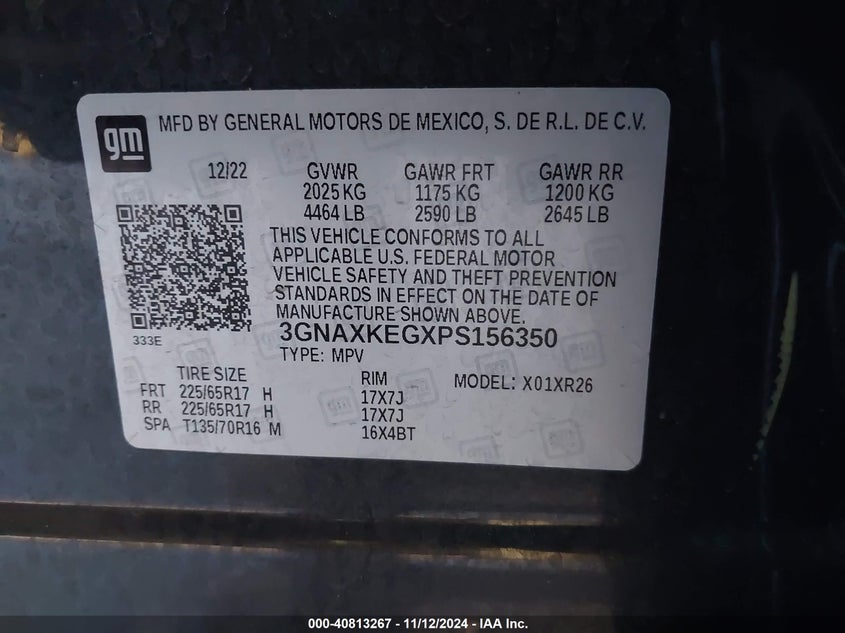 gm
MFD BY GENERAL MOTORS DE MEXICO, S. DE R.L. DE C.V.
12/22 GVWR GAWR FRT GAWR RR
2025 KG 1175 KG 1200 KG
4464 LB 2590 LB 2645 LB
THIS VEHICLE CONFORMS TO ALL
APPLICABLE U.S. FEDERAL MOTOR
VEHICLE SAFETY AND THEFT PREVENTION
STANDARDS IN EFFECT ON THE DATE OF
MANUFACTURE SHOWN ABOVE.
333E
3GNAXKEGXPS156350
TYPE: MPV
TIRE SIZE RIM MODEL: X01XR26
FRT 225/65R17 H 17X7J
RR 225/65R17 H 17X7J
SPA T135/70R16 M 16X4BT
000-40813267 - 11/12/2024 - IAA Inc.